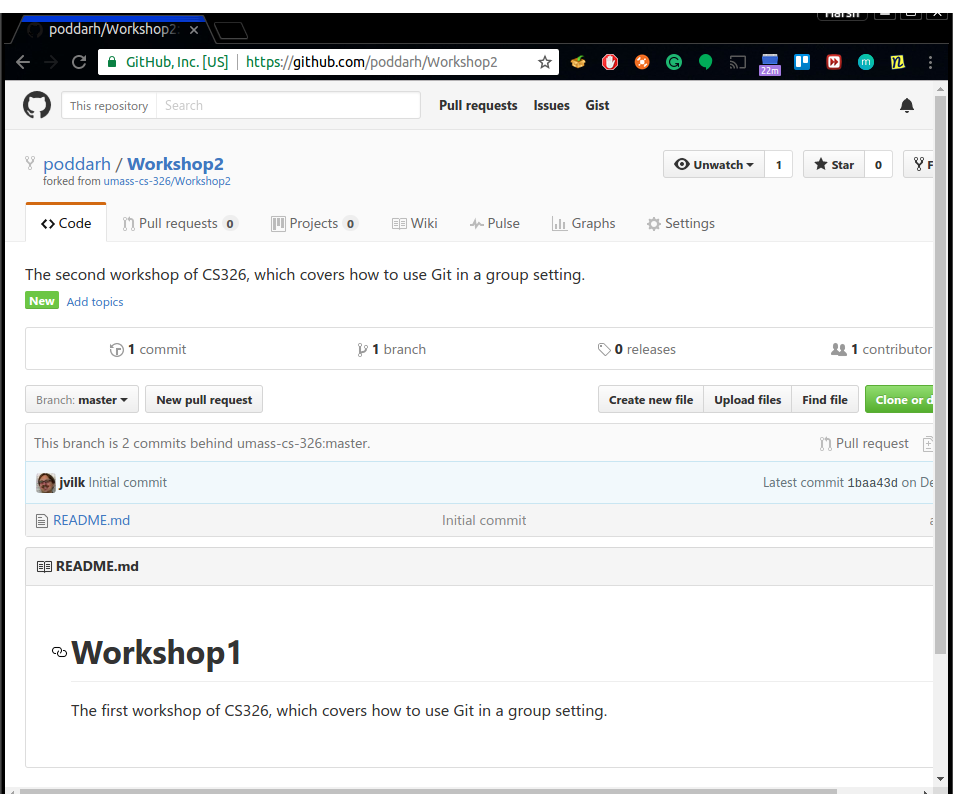 Harsh
poddarh/Workshop2: ×
GitHub, Inc. [US] https://github.com/poddarh/Workshop2
22m
This repository Search Pull requests Issues Gist
poddarh / Workshop2 Unwatch 1 Star 0
forked from umass-cs-326/Workshop2
Code Pull requests 0 Projects 0 Wiki Pulse Graphs Settings
The second workshop of CS326, which covers how to use Git in a group setting.
New Add topics
1 commit 1 branch 0 releases 1 contributor
Branch: master New pull request Create new file Upload files Find file Clone or d
This branch is 2 commits behind umass-cs-326:master. Pull request
jvilk Initial commit Latest commit 1baa43d on De
README.md Initial commit
README.md
Workshop1
The first workshop of CS326, which covers how to use Git in a group setting.